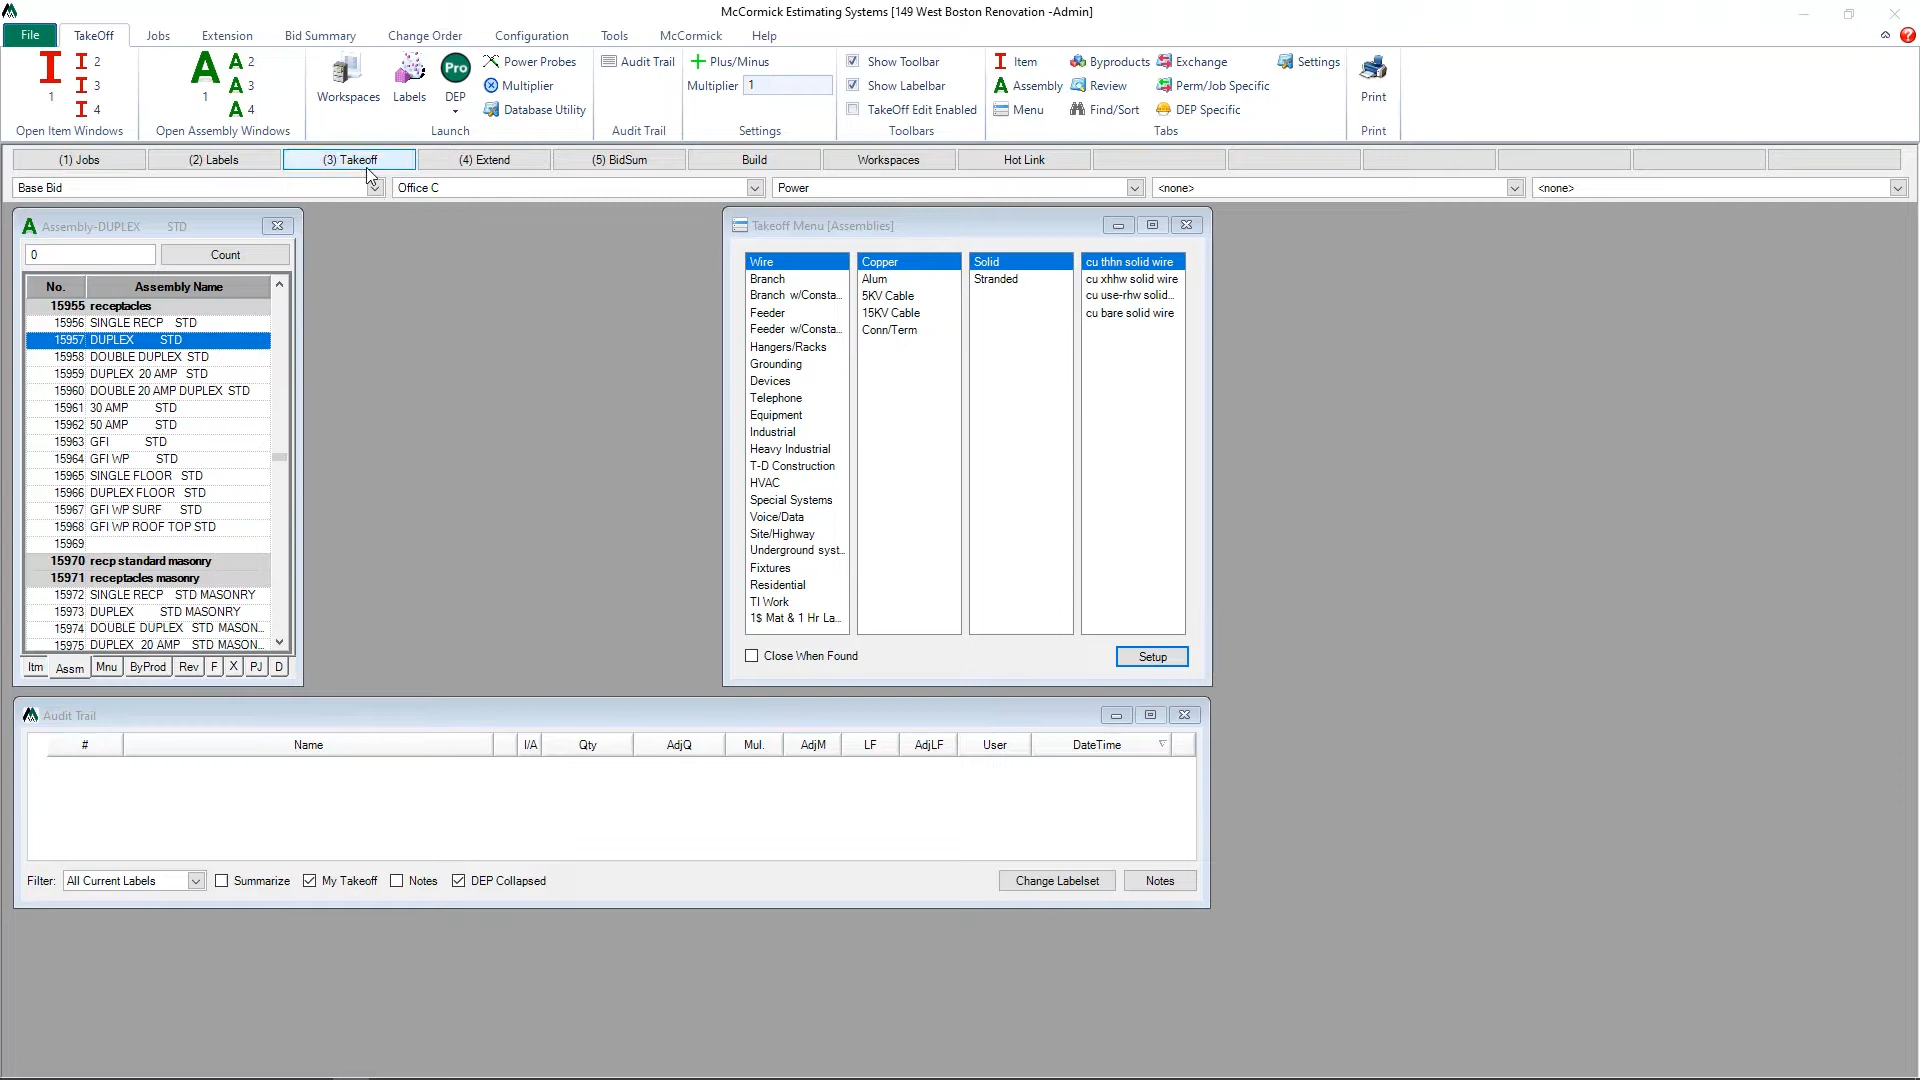 McCormick Estimating Systems [149 West Boston Renovation -Admin]
File TakeOff Jobs Extension Bid Summary Change Order Configuration Tools McCormick Help
1 2 3 4
Open Item Windows
A 1 A 2 A 3 A 4
Open Assembly Windows
Workspaces Labels Pro DEP Power Probes
Multiplier
Database Utility
Launch
Audit Trail
Audit Trail
Plus/Minus
Multiplier 1
Settings
Show Toolbar
Show Labelbar
TakeOff Edit Enabled
Toolbars
Item Byproducts Exchange Settings
Assembly Review Perm/Job Specific
Menu Find/Sort DEP Specific
Tabs
Print
Print
(1) Jobs (2) Labels (3) Takeoff (4) Extend (5) BidSum Build Workspaces Hot Link
Base Bid Office C Power <none> <none>
A Assembly-DUPLEX STD
0 Count
No. Assembly Name
15955 receptacles
15956 SINGLE RECP STD
15957 DUPLEX STD
15958 DOUBLE DUPLEX STD
15959 DUPLEX 20 AMP STD
15960 DOUBLE 20 AMP DUPLEX STD
15961 30 AMP STD
15962 50 AMP STD
15963 GFI STD
15964 GFI WP STD
15965 SINGLE FLOOR STD
15966 DUPLEX FLOOR STD
15967 GFI WP SURF STD
15968 GFI WP ROOF TOP STD
15969
15970 recp standard masonry
15971 receptacles masonry
15972 SINGLE RECP STD MASONRY
15973 DUPLEX STD MASONRY
15974 DOUBLE DUPLEX STD MASON...
15975 DUPLEX 20 AMP STD MASON...
Itm Assm Mnu ByProd Rev F X PJ D
Takeoff Menu [Assemblies]
Wire Copper Solid cu thhn solid wire
Branch Alum Stranded cu xhhw solid wire
Branch w/Consta... 5KV Cable cu use-rhw solid...
Feeder 15KV Cable cu bare solid wire
Feeder w/Consta... Conn/Term
Hangers/Racks
Grounding
Devices
Telephone
Equipment
Industrial
Heavy Industrial
T-D Construction
HVAC
Special Systems
Voice/Data
Site/Highway
Underground syst...
Fixtures
Residential
TI Work
1$ Mat & 1 Hr La...
Close When Found Setup
Audit Trail
# Name I/A Qty AdjQ Mul. AdjM LF AdjLF User DateTime
Filter: All Current Labels Summarize My Takeoff Notes DEP Collapsed Change Labelset Notes